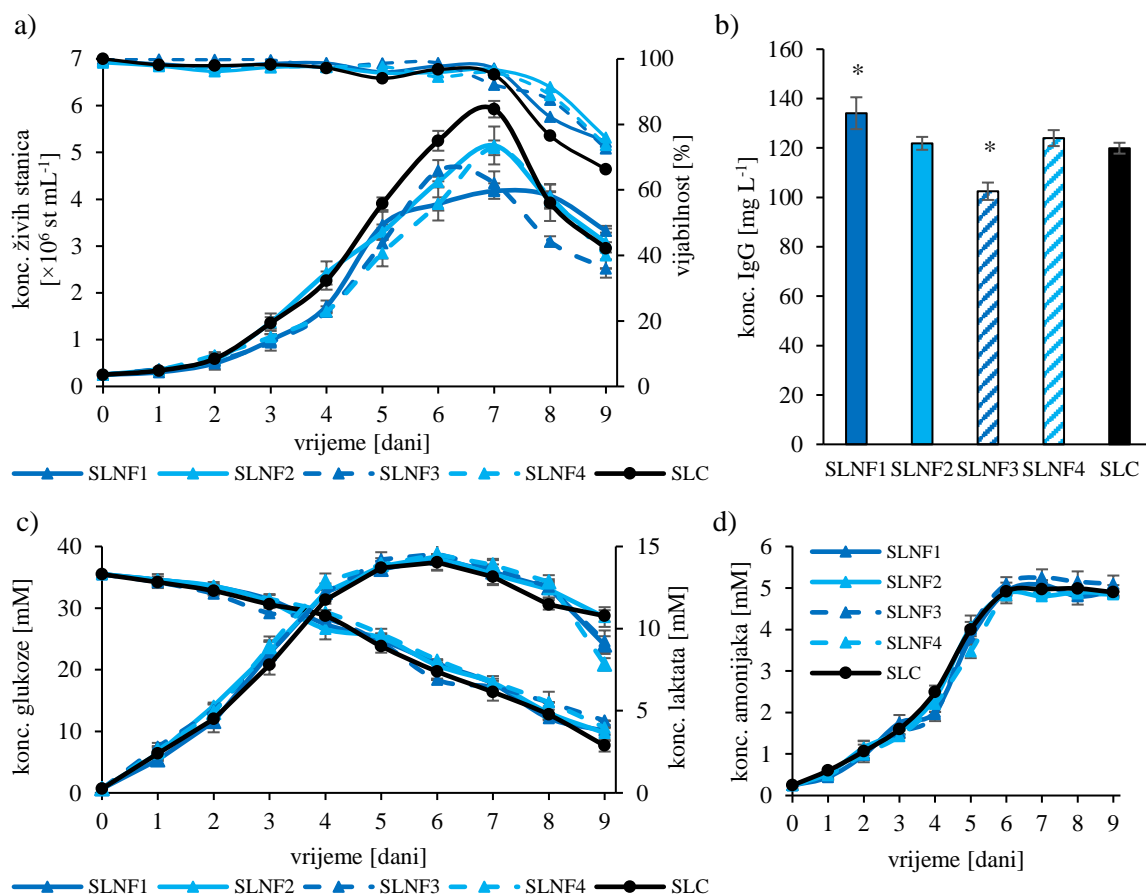 a)
konc. živih stanica
[×10⁶ st mL⁻¹]
7
6
5
4
3
2
1
0
100
80
60
40
20
0
vijabilnost [%]
0 1 2 3 4 5 6 7 8 9
vrijeme [dani]
SLNF1 SLNF2 SLNF3 SLNF4 SLC
b)
konc. IgG [mg L⁻¹]
160
140
120
100
80
60
40
20
0
* *
SLNF1 SLNF2 SLNF3 SLNF4 SLC
c)
konc. glukoze [mM]
40
30
20
10
0
15
10
5
0
konc. laktata [mM]
0 1 2 3 4 5 6 7 8 9
vrijeme [dani]
SLNF1 SLNF2 SLNF3 SLNF4 SLC
d)
konc. amonijaka [mM]
6
5
4
3
2
1
0
SLNF1
SLNF2
SLNF3
SLNF4
SLC
0 1 2 3 4 5 6 7 8 9
vrijeme [dani]